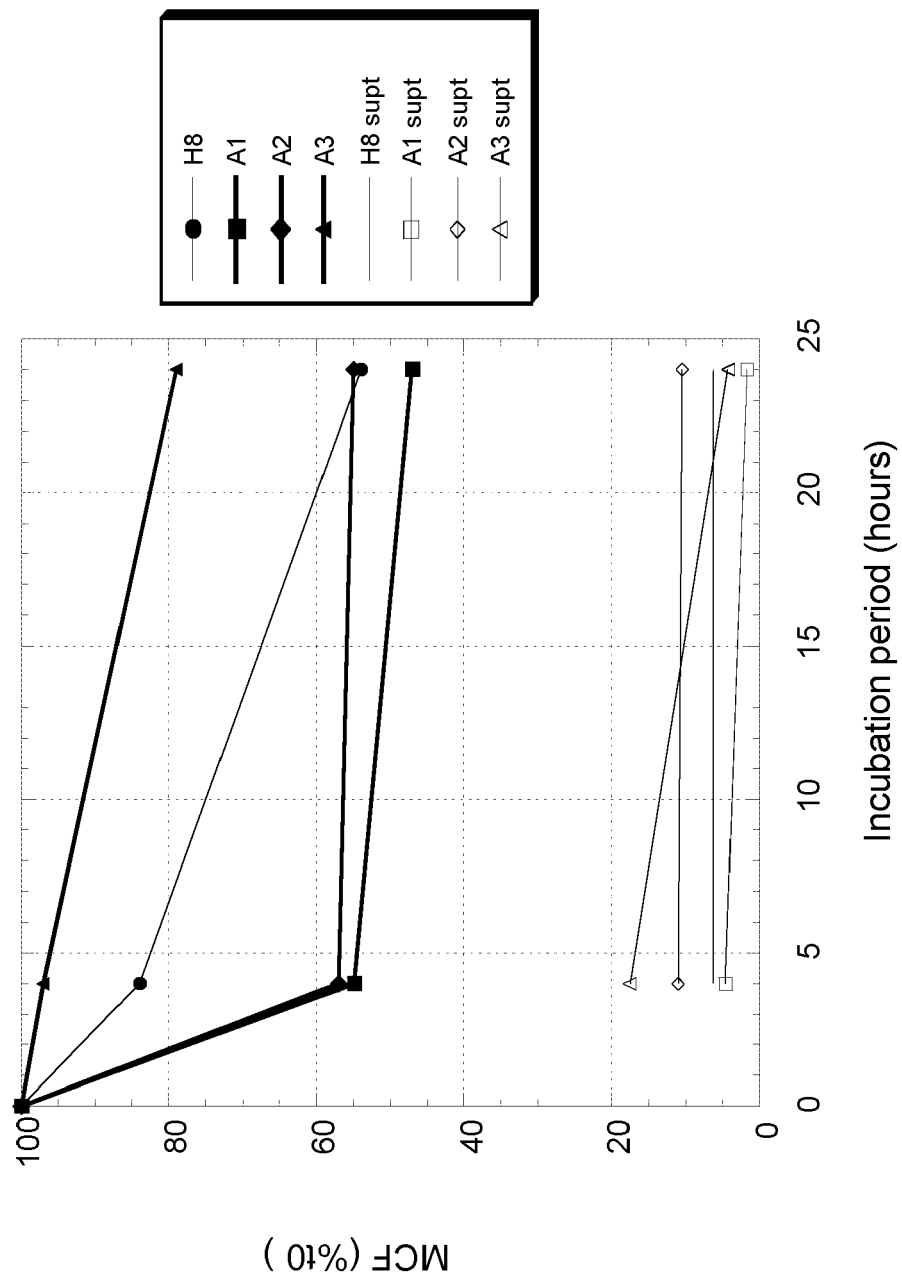 MCF ( %t0 )
100
80
60
40
20
0
0
5
10
15
20
25
Incubation period (hours)
H8
A1
A2
A3
H8 supt
A1 supt
A2 supt
A3 supt